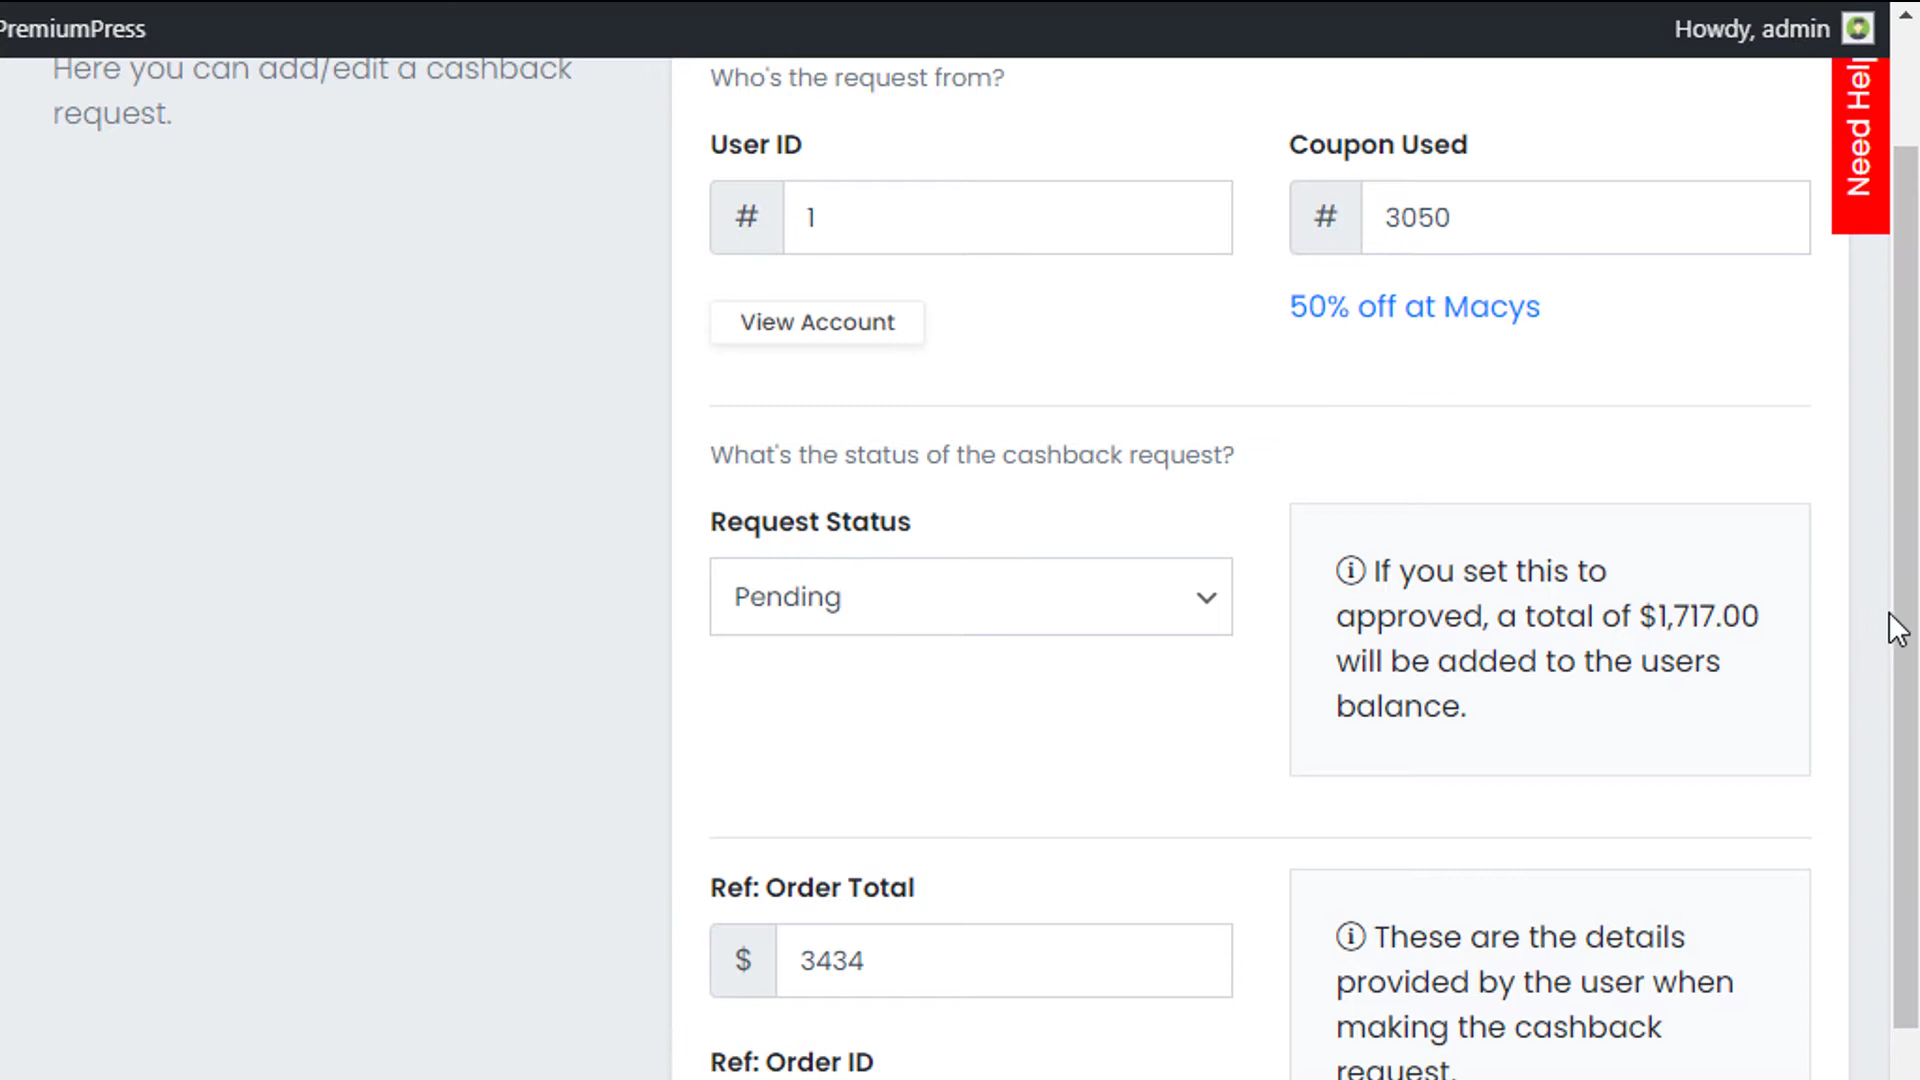 PremiumPress
Howdy, admin
Here you can add/edit a cashback
request.
Who's the request from?
User ID
# 1
View Account
Coupon Used
# 3050
50% off at Macys
Need Help
What's the status of the cashback request?
Request Status
Pending
If you set this to
approved, a total of $1,717.00
will be added to the users
balance.
Ref: Order Total
$ 3434
Ref: Order ID
These are the details
provided by the user when
making the cashback
request.